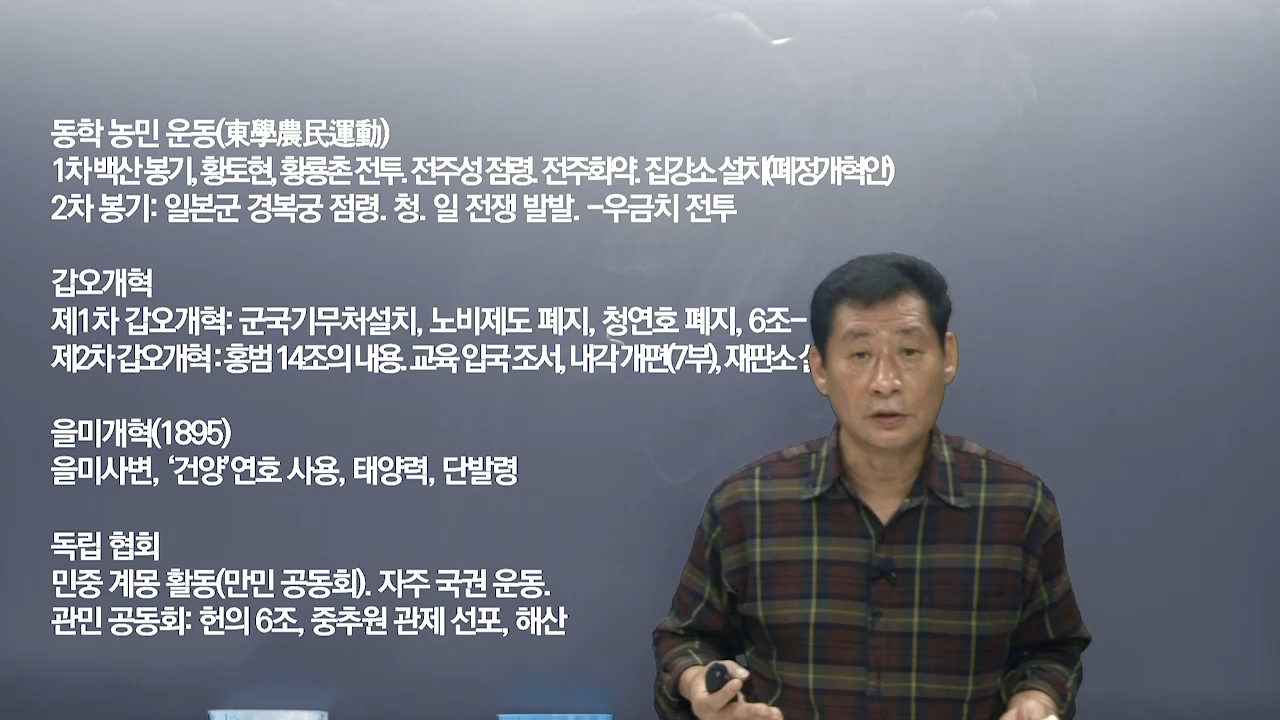 동학 농민 운동(東學農民運動)
1차 백산 봉기, 황토현, 황룡촌 전투. 전주성 점령. 전주화약. 집강소 설치(폐정개혁안)
2차 봉기: 일본군 경복궁 점령. 청. 일 전쟁 발발. -우금치 전투
갑오개혁
제1차 갑오개혁: 군국기무처설치, 노비제도 폐지, 청연호 폐지, 6조-
제2차 갑오개혁 : 홍범 14조의 내용. 교육 입국 조서, 내각 개편(7부), 재판소
을미개혁(1895)
을미사변, ‘건양’연호 사용, 태양력, 단발령
독립 협회
민중 계몽 활동(만민 공동회). 자주 국권 운동.
관민 공동회: 헌의 6조, 중추원 관제 선포, 해산